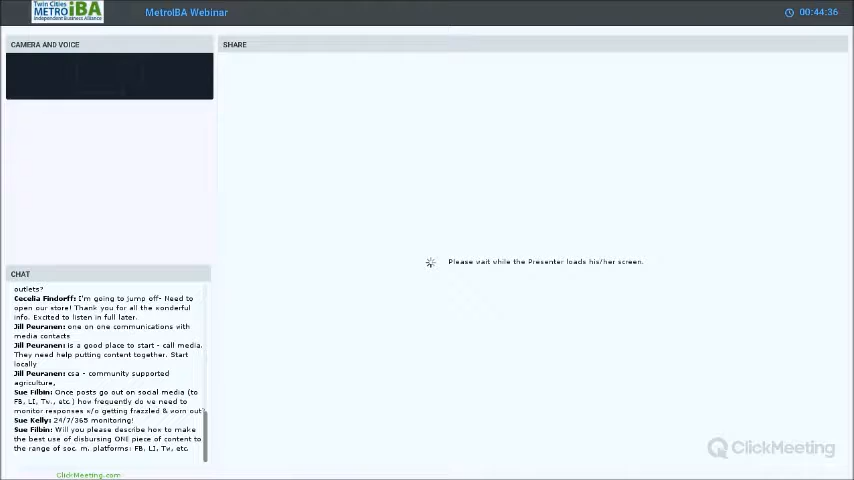 Twin Cities
METRO iBA
Independent Business Alliance
MetroIBA Webinar
00:44:36
CAMERA AND VOICE
SHARE
Please wait while the Presenter loads his/her screen.
CHAT
outlets?
Cecelia Findorff: I'm going to jump off- Need to
open our store! Thank you for all the wonderful
info. Excited to listen in full later.
Jill Peuranen: one on one communications with
media contacts
Jill Peuranen: is a good place to start - call media.
They need help putting content together. Start
locally
Jill Peuranen: csa - community supported
agriculture,
Sue Filbin: Once posts go out on social media (to
FB, LI, Tw., etc.) how frequently do we need to
monitor responses s/o getting frazzled & worn out?
Sue Kelly: 24/7/365 monitoring!
Sue Filbin: Will you please describe how to make
the best use of disbursing ONE piece of content to
the range of soc. m. platforms: FB, LI, Tw, etc.
ClickMeeting
ClickMeeting.com